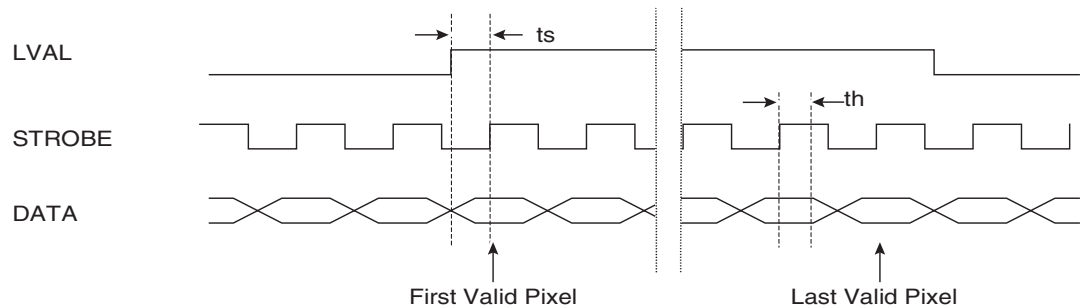 ts
LVAL
th
STROBE
DATA
First Valid Pixel
Last Valid Pixel